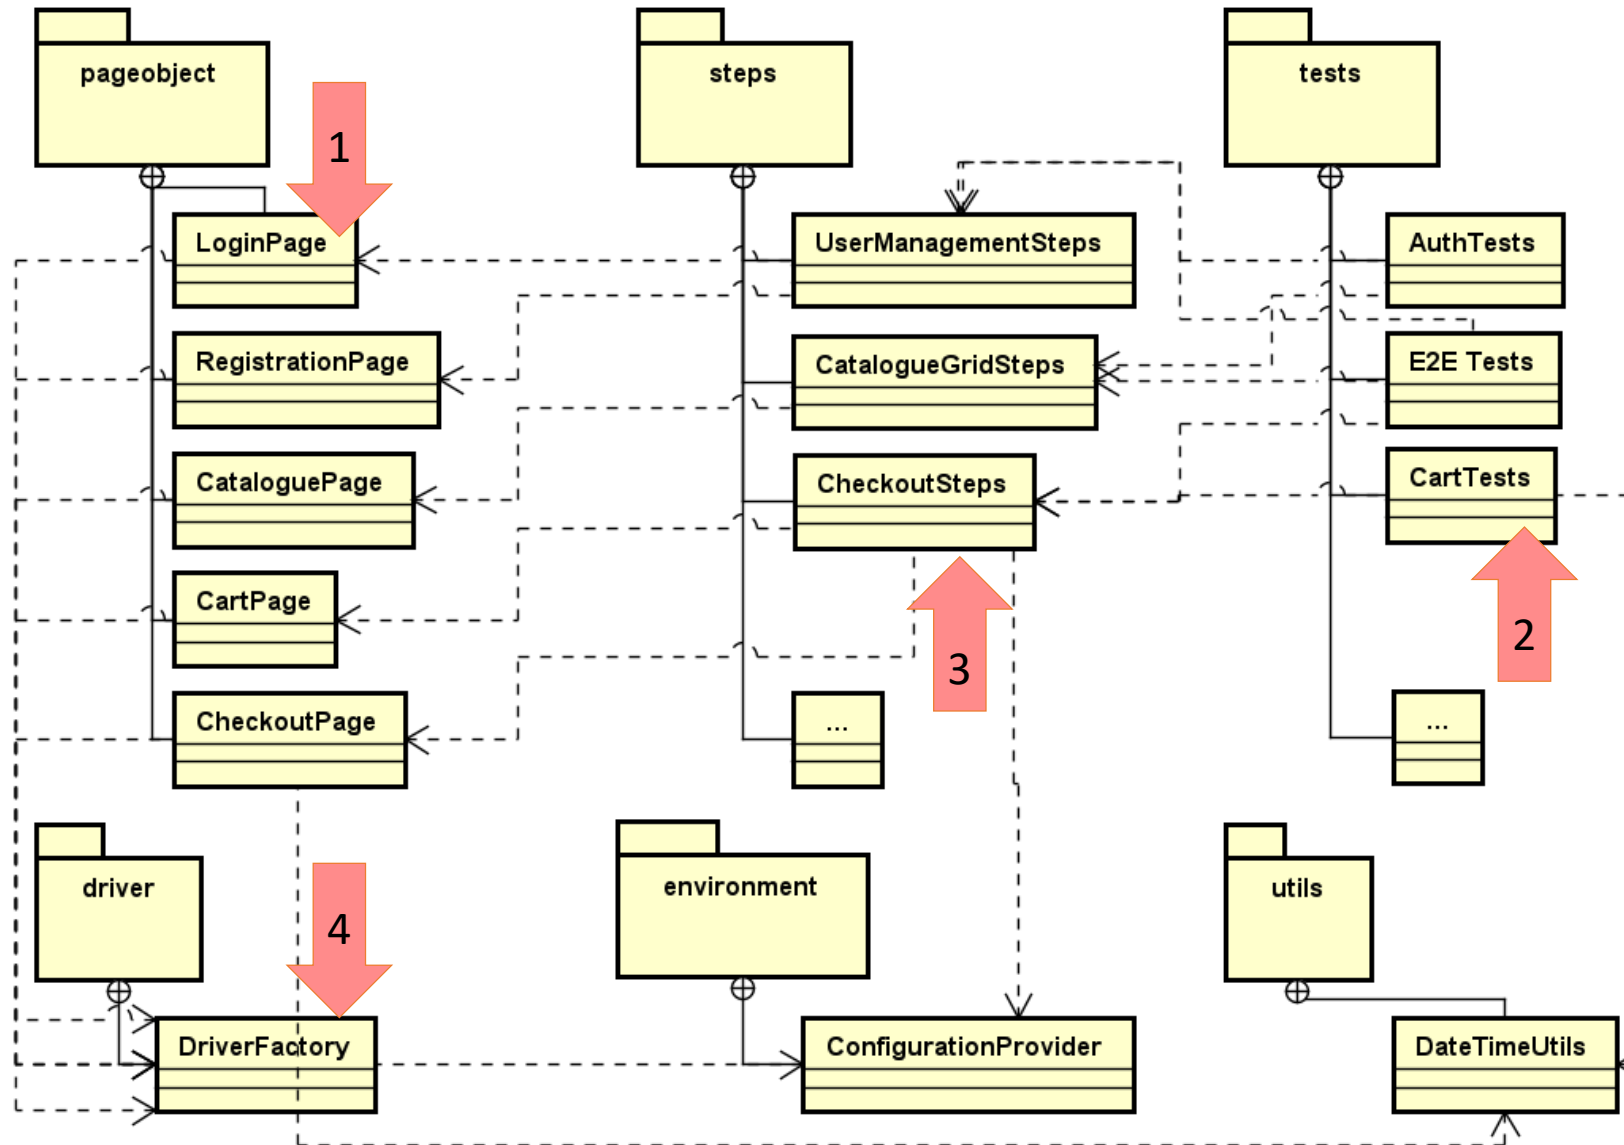 pageobject
steps
tests
1
LoginPage
UserManagementSteps
AuthTests
RegistrationPage
CatalogueGridSteps
E2E Tests
CataloguePage
CheckoutSteps
CartTests
CartPage
3
2
CheckoutPage
...
...
driver
environment
utils
4
DriverFactory
ConfigurationProvider
DateTimeUtils